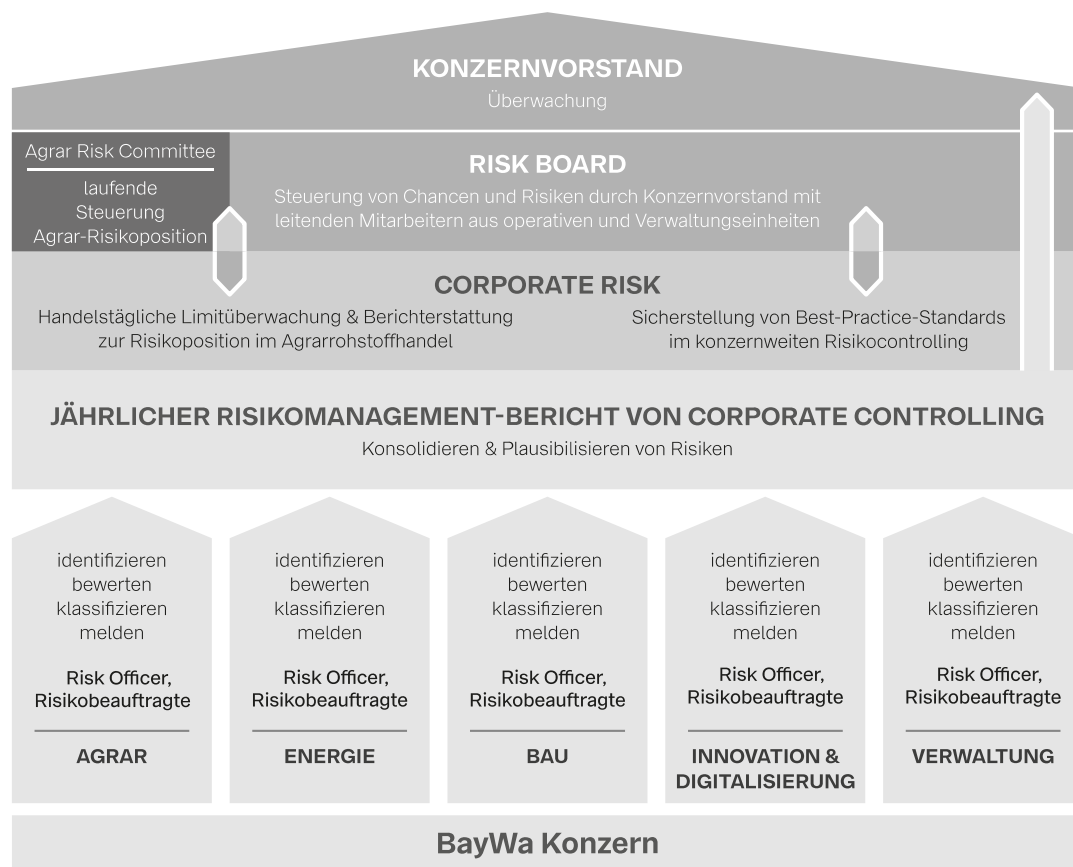 KONZERNVORSTAND
Überwachung
Agrar Risk Committee
laufende
Steuerung
Agrar-Risikoposition
RISK BOARD
Steuerung von Chancen und Risiken durch Konzernvorstand mit
leitenden Mitarbeitern aus operativen und Verwaltungseinheiten
CORPORATE RISK
Handelstägliche Limitüberwachung & Berichterstattung
zur Risikoposition im Agrarrohstoffhandel
Sicherstellung von Best-Practice-Standards
im konzernweiten Risikocontrolling
JÄHRLICHER RISIKOMANAGEMENT-BERICHT VON CORPORATE CONTROLLING
Konsolidieren & Plausibilisieren von Risiken
identifizieren
bewerten
klassifizieren
melden
Risk Officer,
Risikobeauftragte
AGRAR
identifizieren
bewerten
klassifizieren
melden
Risk Officer,
Risikobeauftragte
ENERGIE
identifizieren
bewerten
klassifizieren
melden
Risk Officer,
Risikobeauftragte
BAU
identifizieren
bewerten
klassifizieren
melden
Risk Officer,
Risikobeauftragte
INNOVATION &
DIGITALISIERUNG
identifizieren
bewerten
klassifizieren
melden
Risk Officer,
Risikobeauftragte
VERWALTUNG
BayWa Konzern